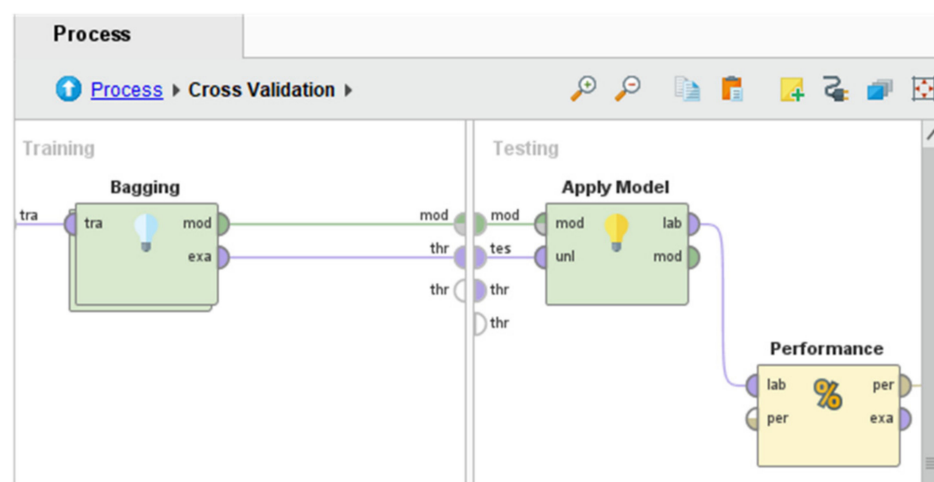 Process
Process ▸ Cross Validation ▸
Training
Testing
Bagging
Apply Model
tra
tra
mod
mod
mod
mod
lab
exa
thr
tes
unl
mod
thr
thr
thr
Performance
lab
%
per
per
exa